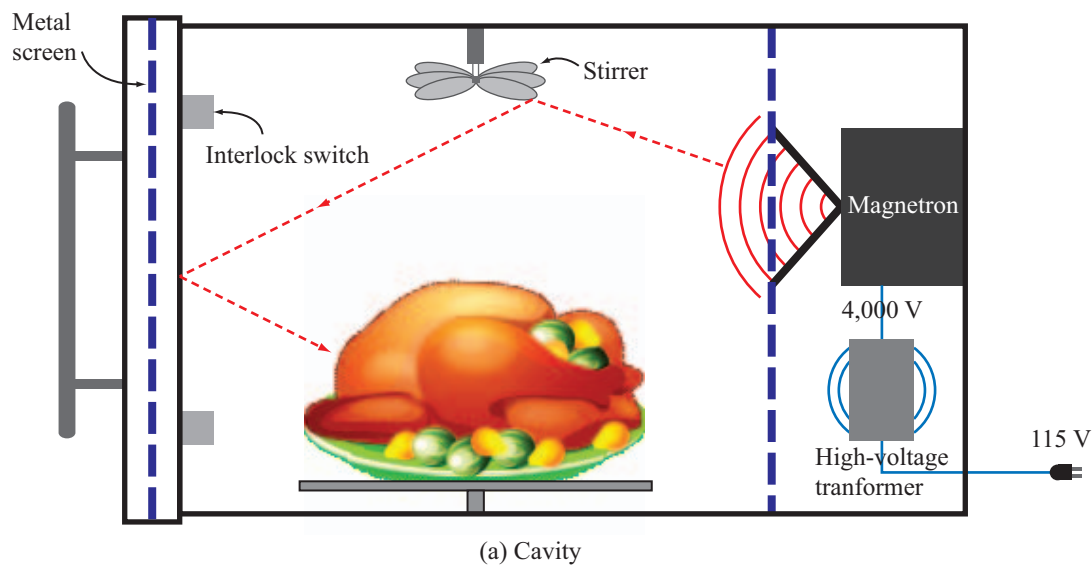 Metal
screen
Stirrer
Interlock switch
Magnetron
4,000 V
115 V
High-voltage
tranformer
(a) Cavity